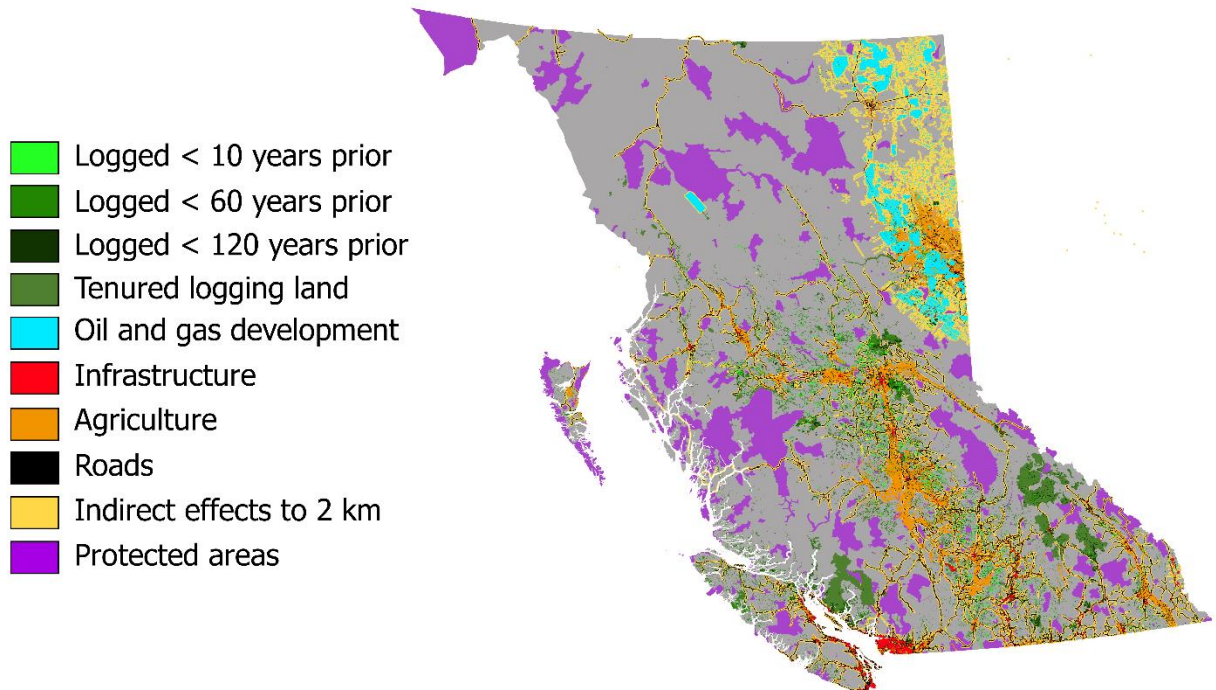 Logged < 10 years prior
Logged < 60 years prior
Logged < 120 years prior
Tenured logging land
Oil and gas development
Infrastructure
Agriculture
Roads
Indirect effects to 2 km
Protected areas